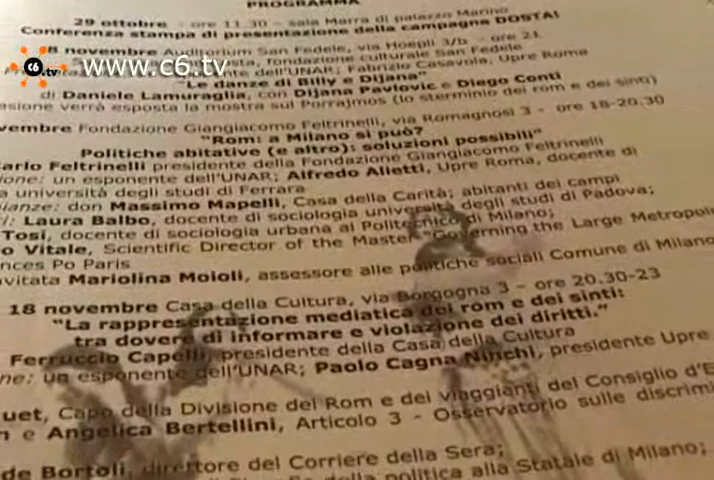 PROGRAMMA
29 ottobre - ore 11.30 - sala Marra di palazzo Marino
Conferenza stampa di presentazione della campagna DOSTA!
8 novembre Auditorium San Fedele, via Hoepli 3/b - ore 21
fondazione culturale San Fedele
dell'UNAR; Fabrizio Casavola, Upre Roma
"Le danze di Billy e Dijana"
di Daniele Lamuraglia, con Dijana Pavlovic e Diego Conti
asione verrà esposta la mostra sul Porrajmos (lo sterminio dei rom e dei sinti)
vembre Fondazione Giangiacomo Feltrinelli, via Romagnosi 3 - ore 18-20.30
"Rom: a Milano si può?
Politiche abitative (e altro): soluzioni possibili"
arlo Feltrinelli presidente della Fondazione Giangiacomo Feltrinelli
ione: un esponente dell'UNAR; Alfredo Alietti, Upre Roma, docente di
a università degli studi di Ferrara
ianze: don Massimo Mapelli, Casa della Carità; abitanti dei campi
i: Laura Balbo, docente di sociologia università degli studi di Padova;
Tosi, docente di sociologia urbana al Politecnico di Milano;
o Vitale, Scientific Director of the Master "Governing the Large Metropolis
nces Po Paris
vitata Mariolina Moioli, assessore alle politiche sociali Comune di Milano
18 novembre Casa della Cultura, via Borgogna 3 - ore 20.30-23
"La rappresentazione mediatica dei rom e dei sinti:
tra dovere di informare e violazione dei diritti."
Ferruccio Capelli, presidente della Casa della Cultura
ne: un esponente dell'UNAR; Paolo Cagna Ninchi, presidente Upre
uet, Capo della Divisione dei Rom e dei viaggianti del Consiglio d'E
n e Angelica Bertellini, Articolo 3 - Osservatorio sulle discrimi
de Bortoli, direttore del Corriere della Sera;
della politica alla Statale di Milano;
c6.tv
www.c6.tv